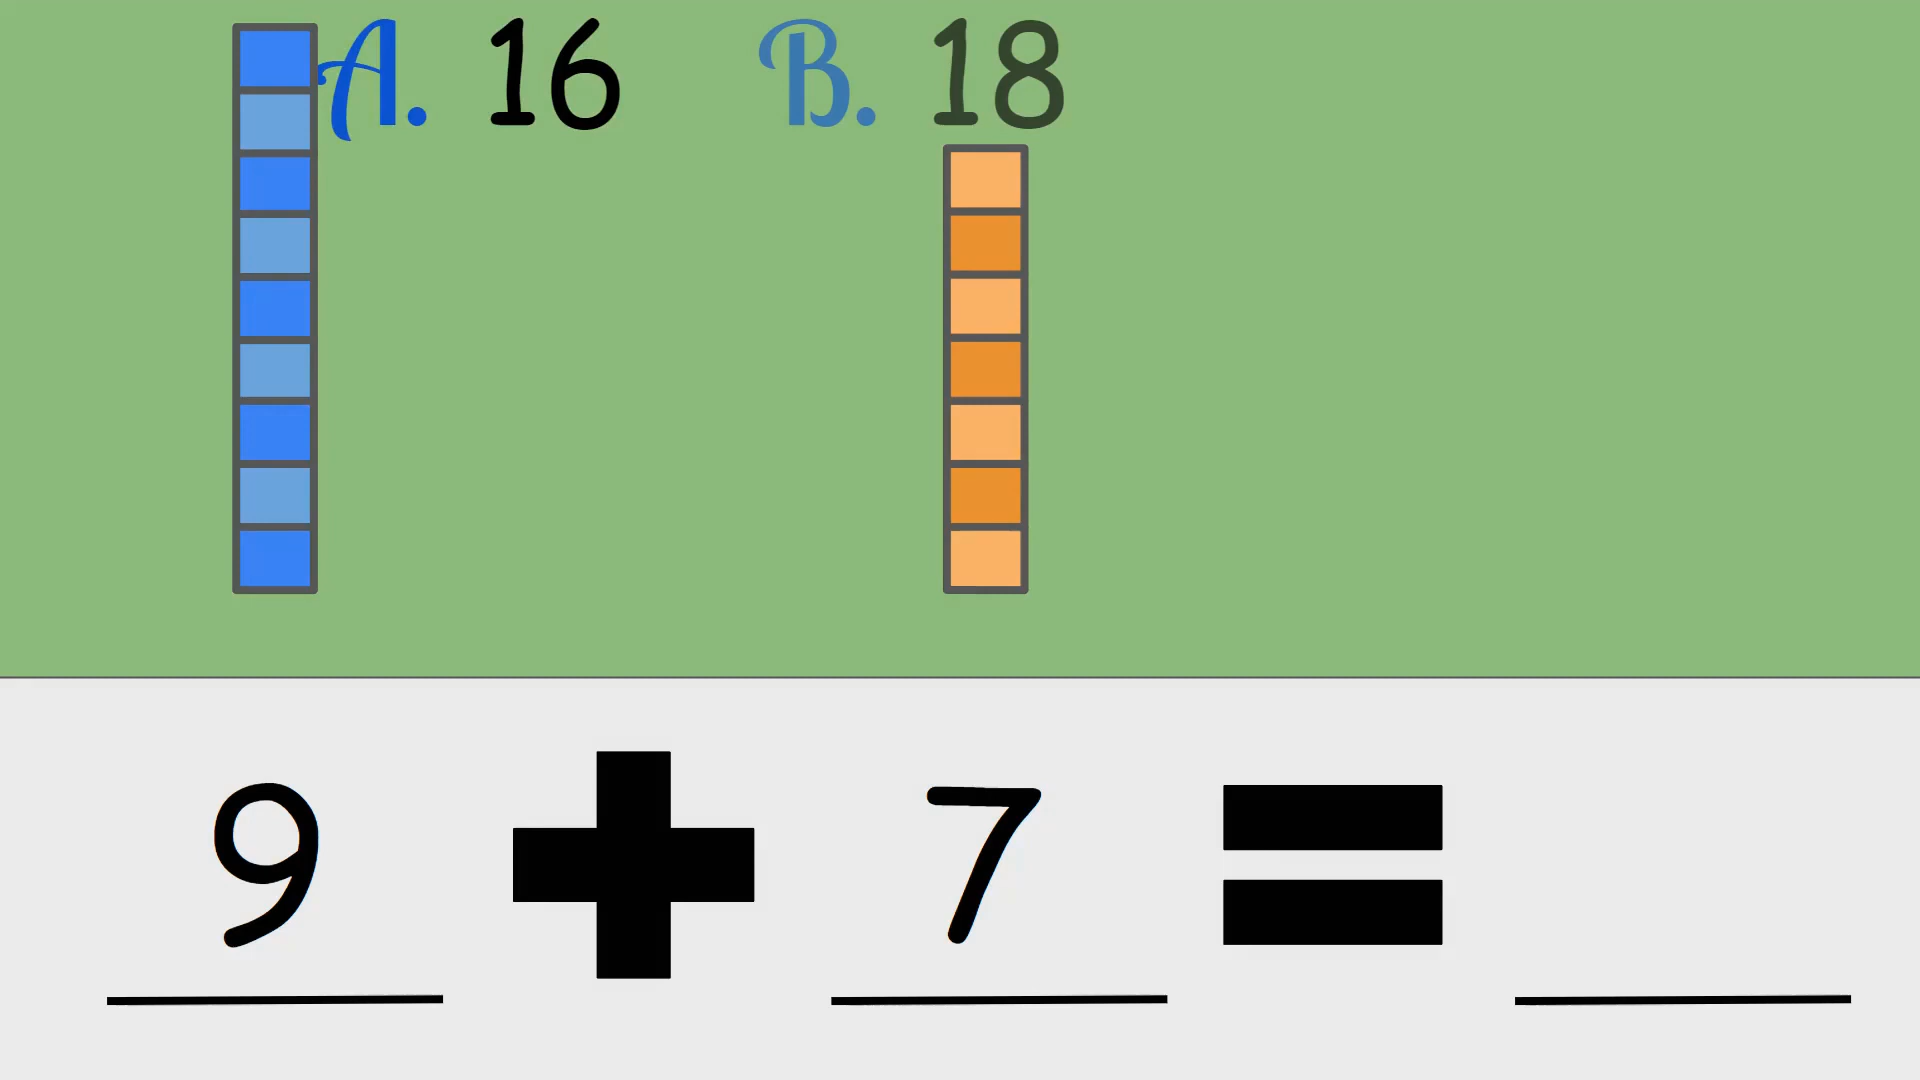 A. 16 B. 18
9 + 7 =